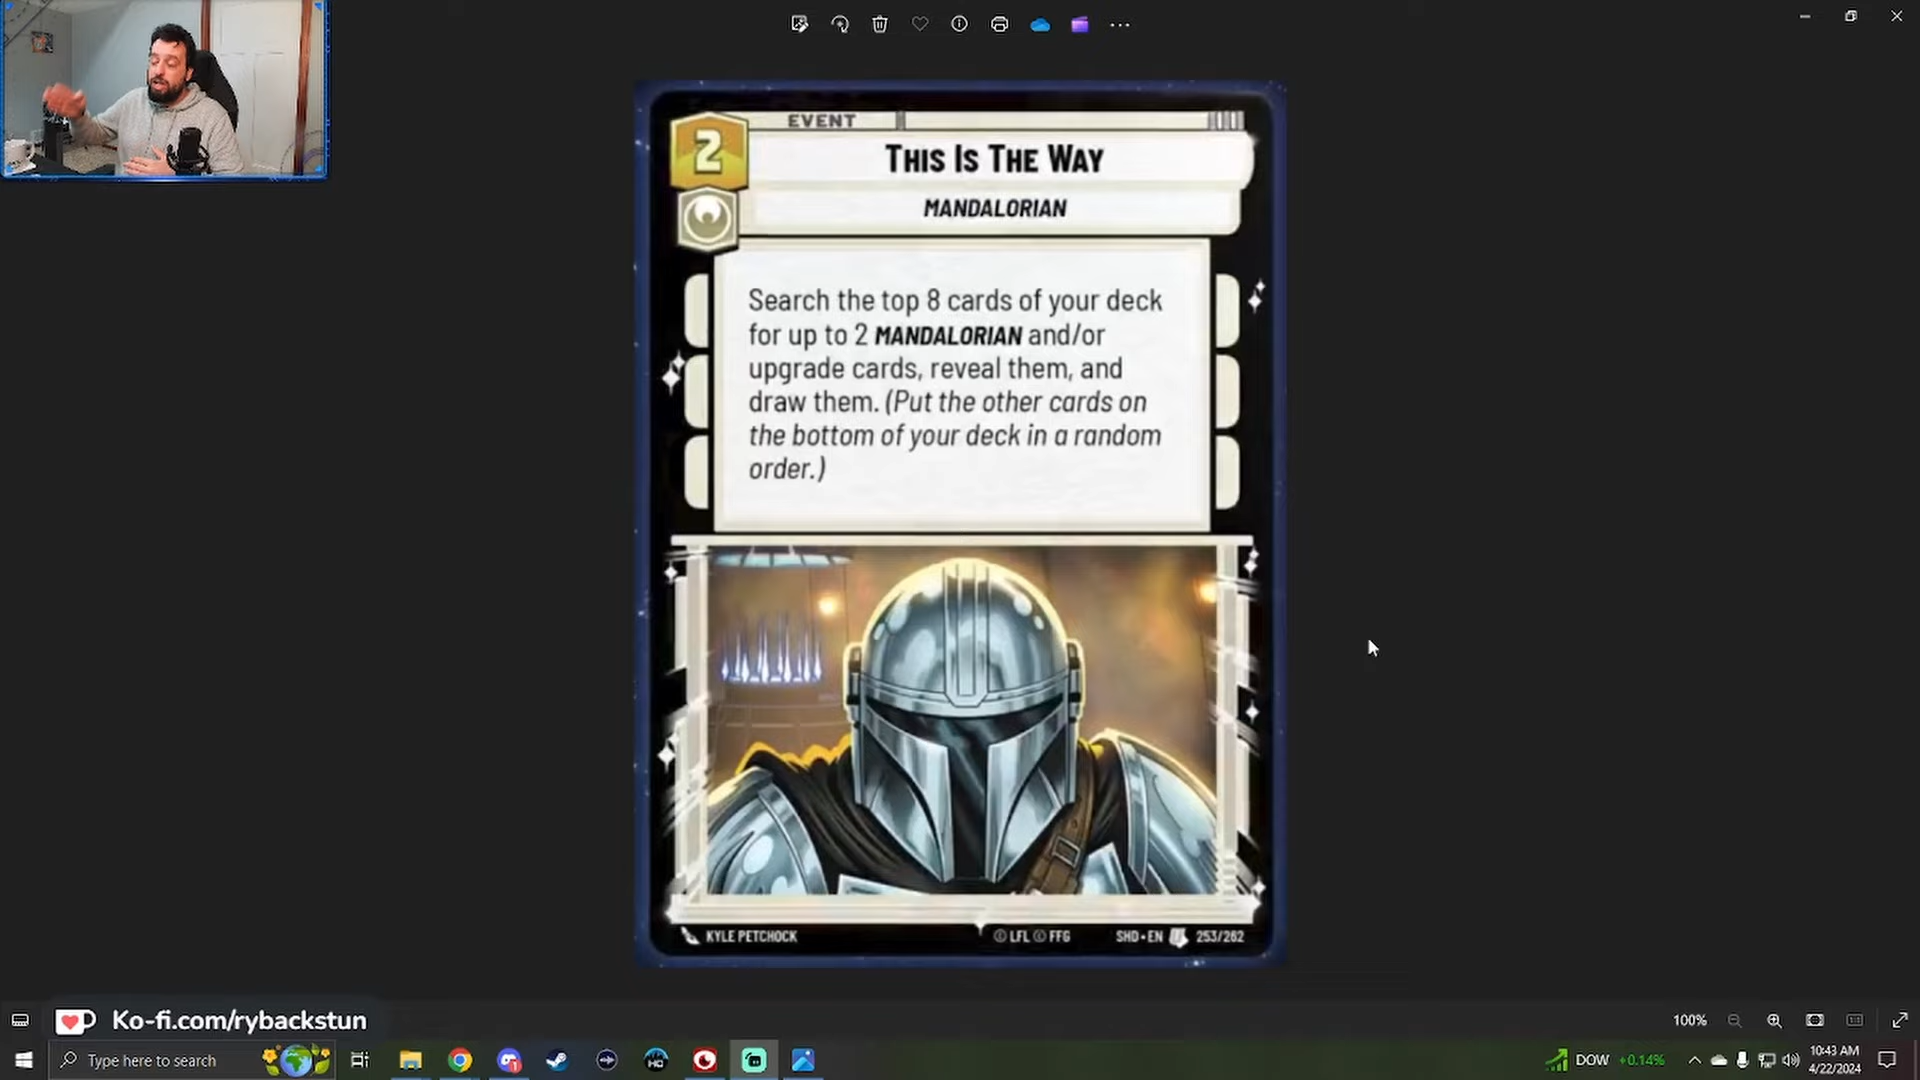 EVENT
2
THIS IS THE WAY
MANDALORIAN
Search the top 8 cards of your deck
for up to 2 MANDALORIAN and/or
upgrade cards, reveal them, and
draw them. (Put the other cards on
the bottom of your deck in a random
order.)
KYLE PETCHOCK
© LFL © FFG
SHD•EN
253/262
Ko-fi.com/rybackstun
100%
Type here to search
DOW +0.14%
10:43 AM
4/22/2024